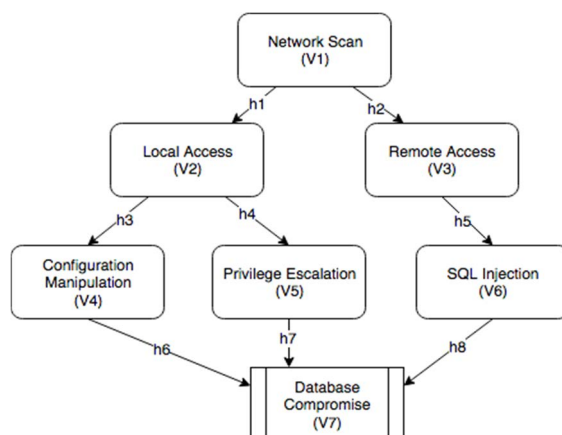 Network Scan
(V1)
h1
h2
Local Access
(V2)
Remote Access
(V3)
h3
h4
h5
Configuration
Manipulation
(V4)
Privilege Escalation
(V5)
SQL Injection
(V6)
h6
h7
h8
Database
Compromise
(V7)